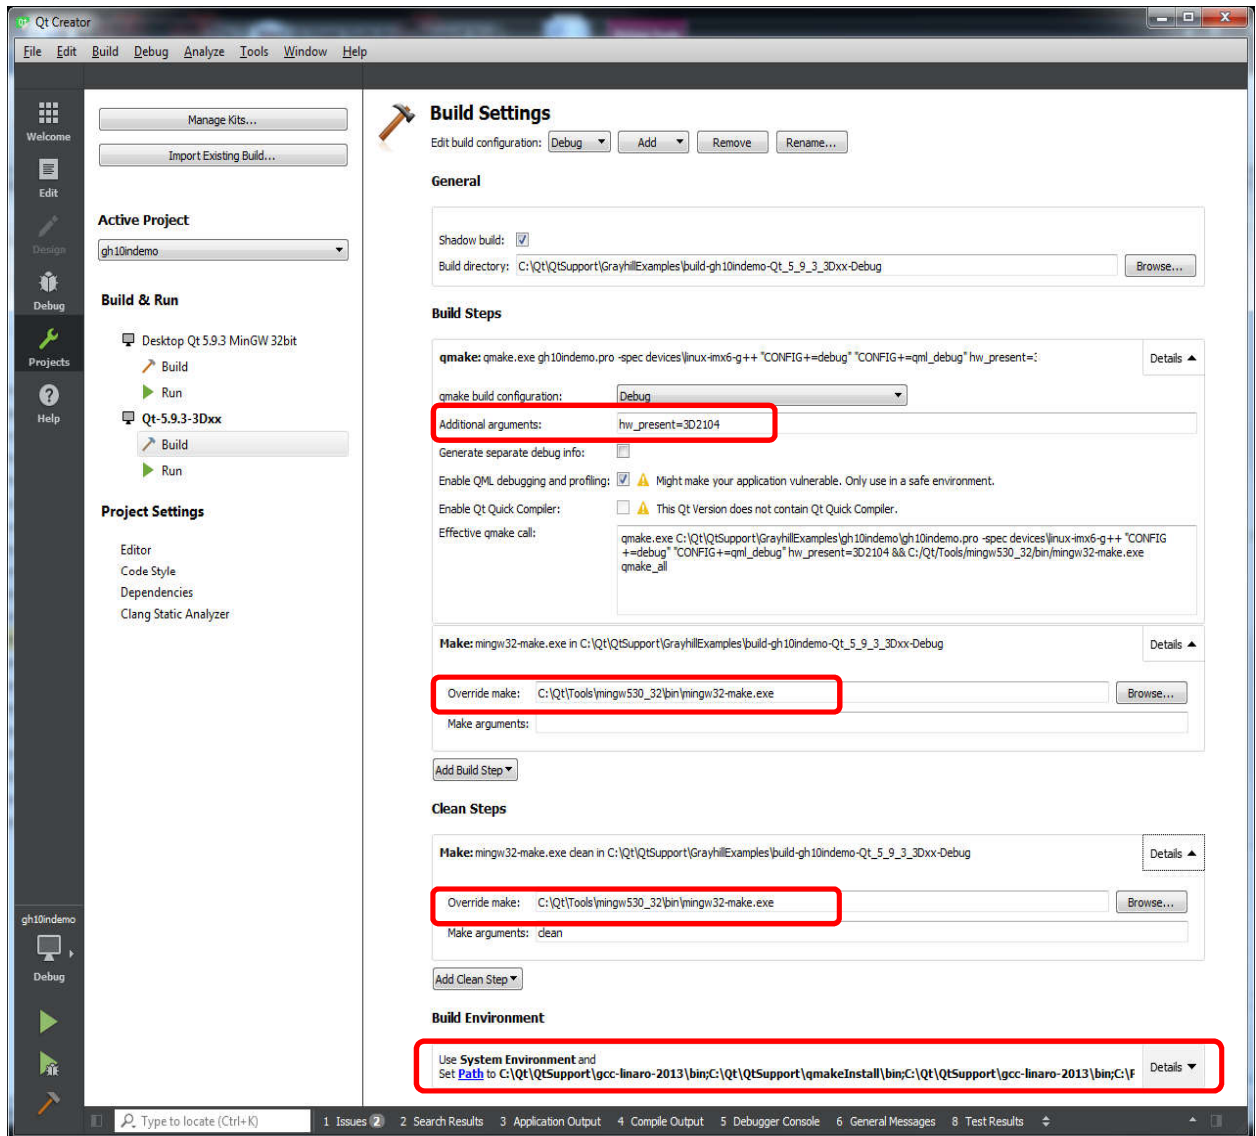 Qt Creator
File Edit Build Debug Analyze Tools Window Help
Welcome
Edit
Design
Debug
Projects
Help
gh10indemo
Debug
Manage Kits...
Import Existing Build...
Active Project
gh10indemo
Build & Run
Desktop Qt 5.9.3 MinGW 32bit
Build
Run
Qt-5.9.3-3Dxx
Build
Run
Project Settings
Editor
Code Style
Dependencies
Clang Static Analyzer
Build Settings
Edit build configuration: Debug Add Remove Rename...
General
Shadow build:
Build directory: C:\Qt\QtSupport\GrayhillExamples\build-gh10indemo-Qt_5_9_3_3Dxx-Debug Browse...
Build Steps
qmake: qmake.exe gh10indemo.pro -spec devices\linux-imx6-g++ "CONFIG+=debug" "CONFIG+=qml_debug" hw_present=3 Details
qmake build configuration: Debug
Additional arguments: hw_present=3D2104
Generate separate debug info:
Enable QML debugging and profiling: Might make your application vulnerable. Only use in a safe environment.
Enable Qt Quick Compiler: This Qt Version does not contain Qt Quick Compiler.
Effective qmake call: qmake.exe C:\Qt\QtSupport\GrayhillExamples\gh10indemo\gh10indemo.pro -spec devices\linux-imx6-g++ "CONFIG
+=debug" "CONFIG+=qml_debug" hw_present=3D2104 && C:/Qt/Tools/mingw530_32/bin/mingw32-make.exe
qmake_all
Make: mingw32-make.exe in C:\Qt\QtSupport\GrayhillExamples\build-gh10indemo-Qt_5_9_3_3Dxx-Debug Details
Override make: C:\Qt\Tools\mingw530_32\bin\mingw32-make.exe Browse...
Make arguments:
Add Build Step
Clean Steps
Make: mingw32-make.exe clean in C:\Qt\QtSupport\GrayhillExamples\build-gh10indemo-Qt_5_9_3_3Dxx-Debug Details
Override make: C:\Qt\Tools\mingw530_32\bin\mingw32-make.exe Browse...
Make arguments: clean
Add Clean Step
Build Environment
Use System Environment and
Set Path to C:\Qt\QtSupport\gcc-linaro-2013\bin;C:\Qt\QtSupport\qmakeInstall\bin;C:\Qt\QtSupport\gcc-linaro-2013\bin;C:\ Details
Type to locate (Ctrl+K) 1 Issues 2 2 Search Results 3 Application Output 4 Compile Output 5 Debugger Console 6 General Messages 8 Test Results